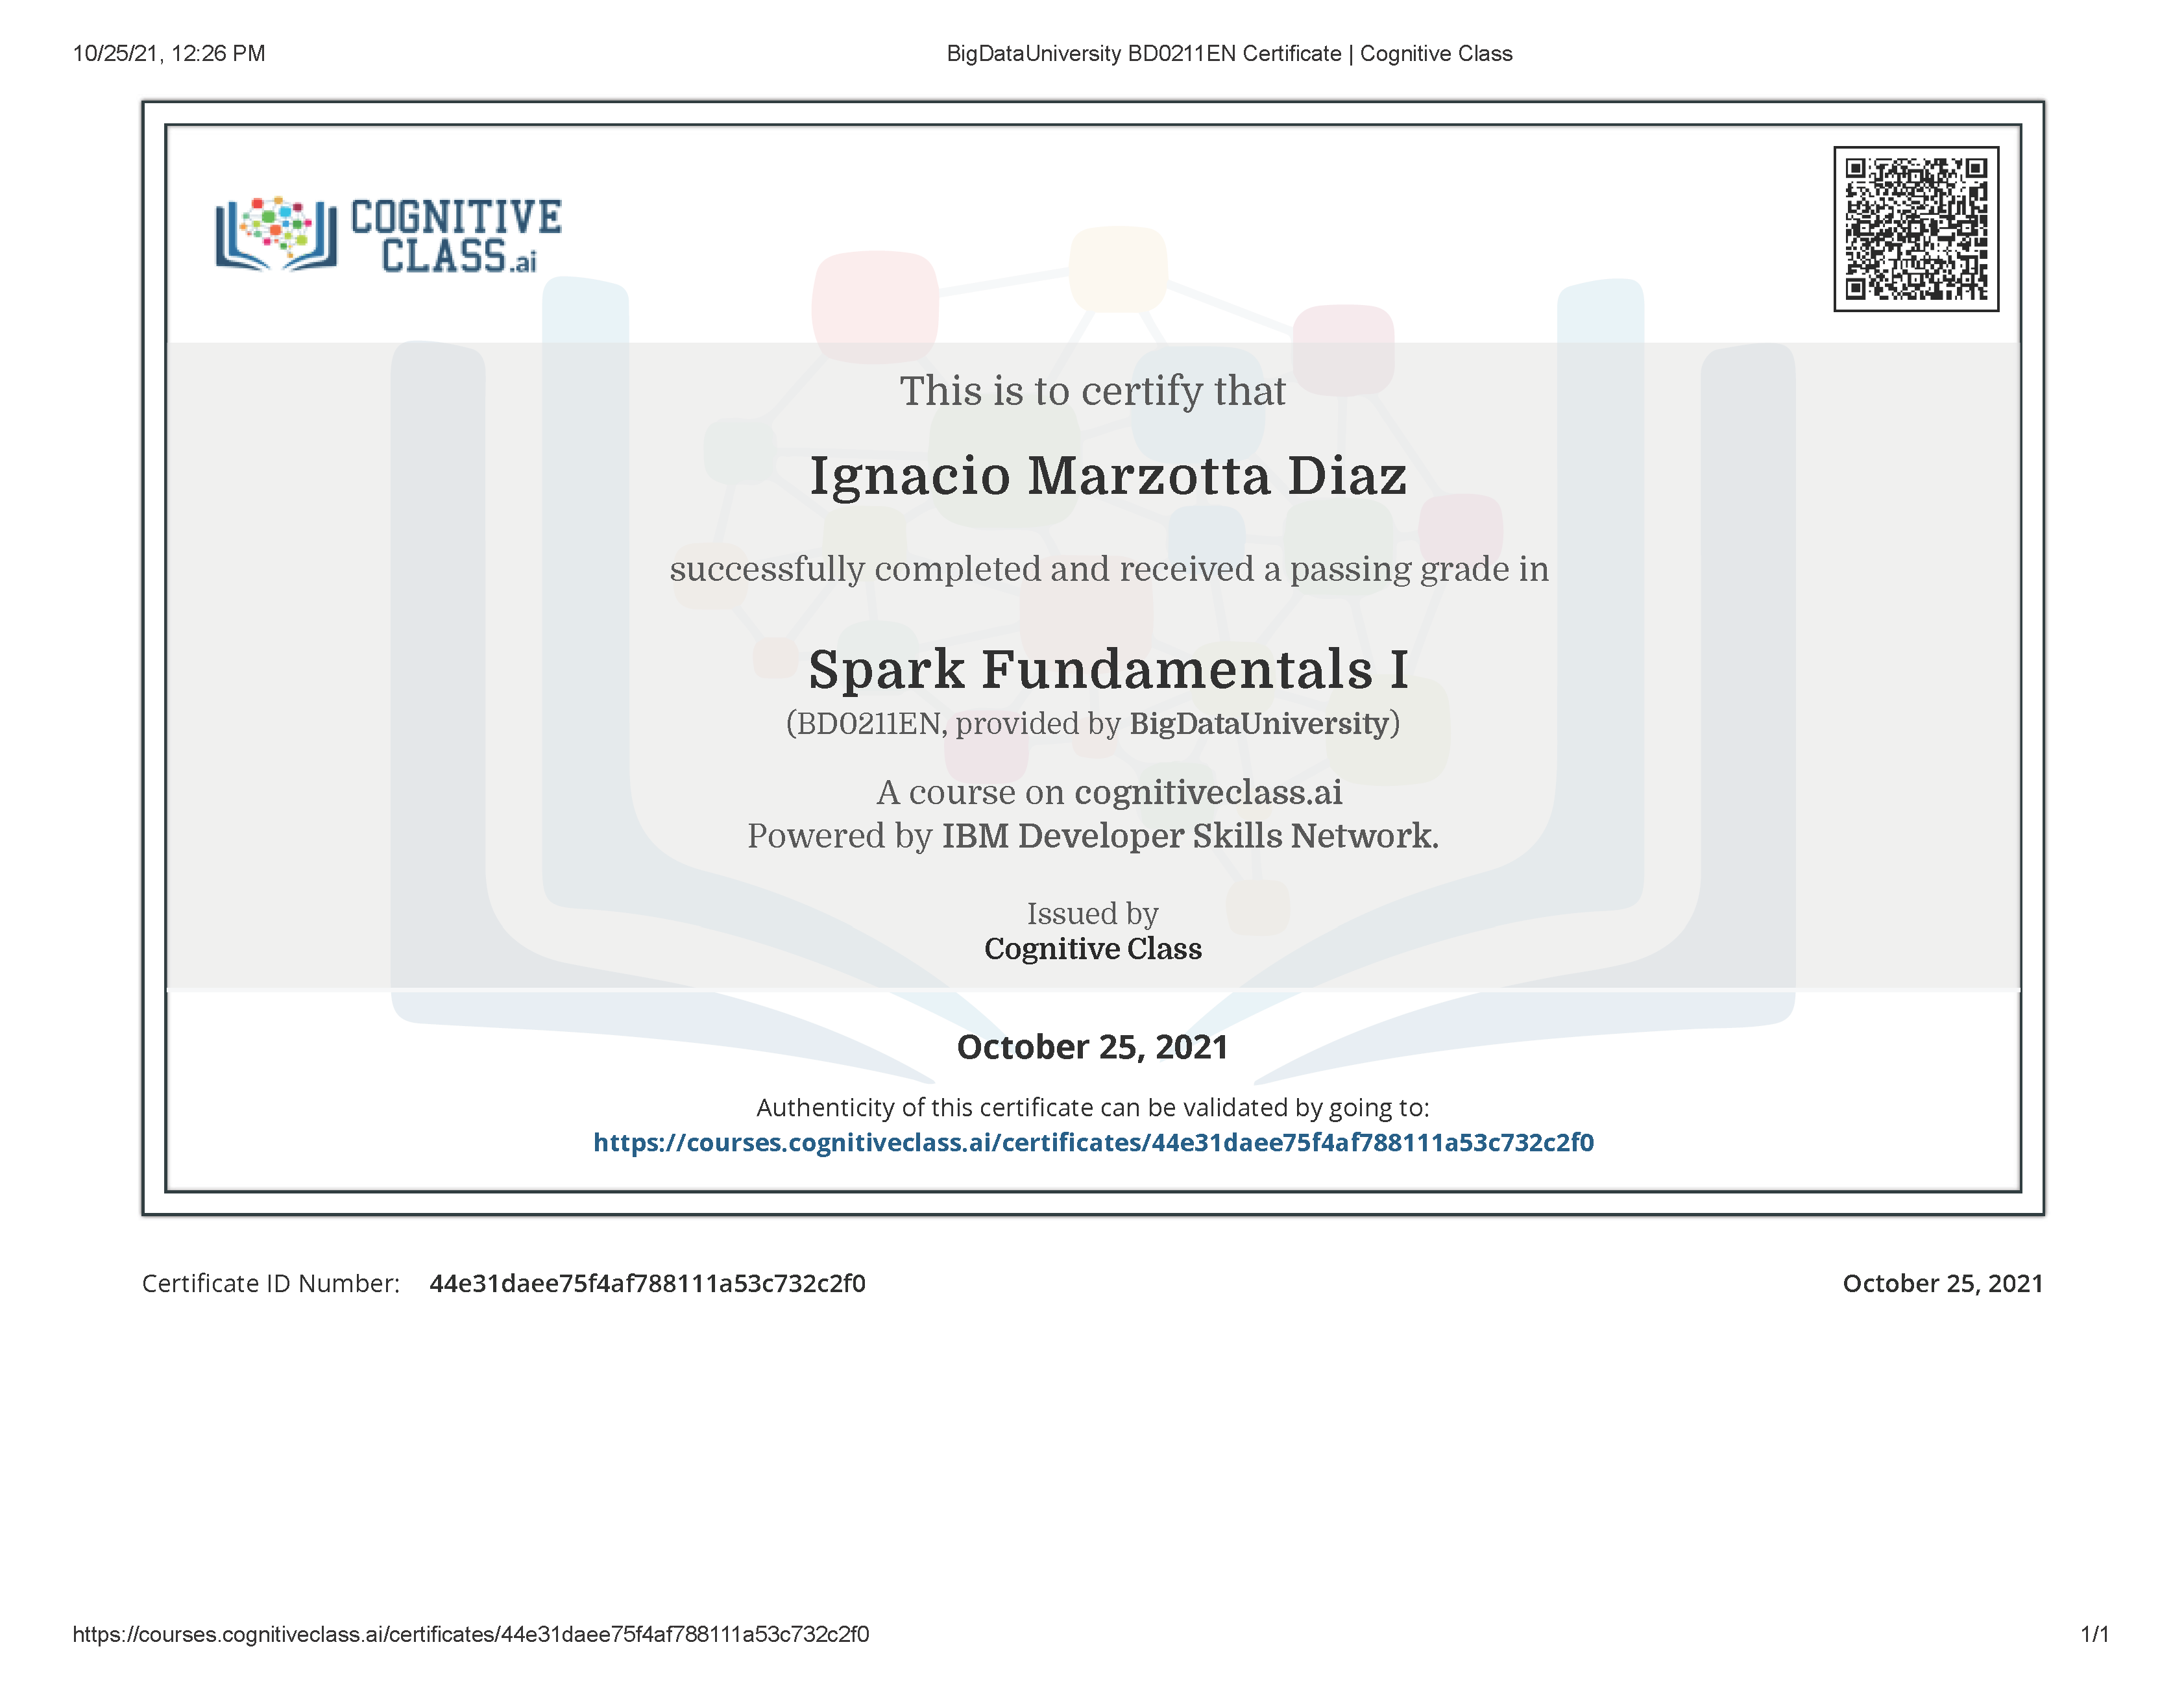 10/25/21, 12:26 PM
BigDataUniversity BD0211EN Certificate | Cognitive Class
COGNITIVE
CLASS.ai
This is to certify that
Ignacio Marzotta Diaz
successfully completed and received a passing grade in
Spark Fundamentals I
(BD0211EN, provided by BigDataUniversity)
A course on cognitiveclass.ai
Powered by IBM Developer Skills Network.
Issued by
Cognitive Class
October 25, 2021
Authenticity of this certificate can be validated by going to:
https://courses.cognitiveclass.ai/certificates/44e31daee75f4af788111a53c732c2f0
Certificate ID Number: 44e31daee75f4af788111a53c732c2f0
October 25, 2021
https://courses.cognitiveclass.ai/certificates/44e31daee75f4af788111a53c732c2f0
1/1